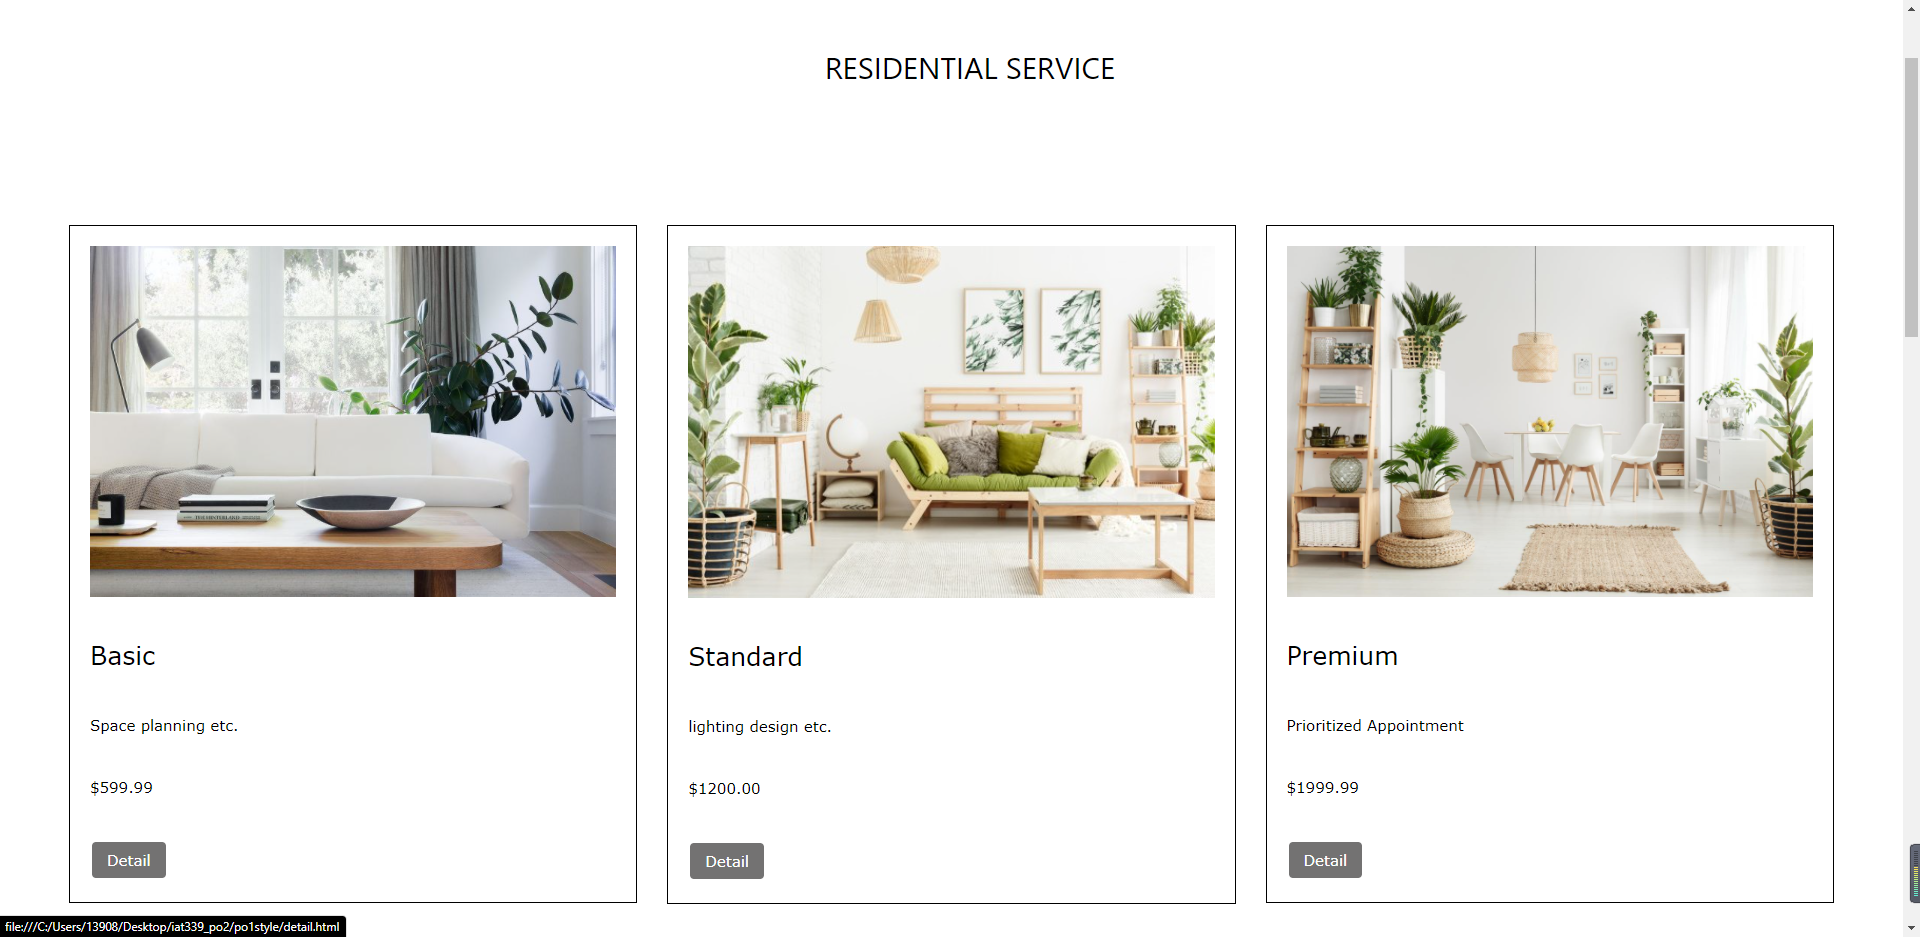 RESIDENTIAL SERVICE
Basic
Space planning etc.
$599.99
Detail
Standard
lighting design etc.
$1200.00
Detail
Premium
Prioritized Appointment
$1999.99
Detail
file:///C:/Users/13908/Desktop/iat339_po2/po1style/detail.html